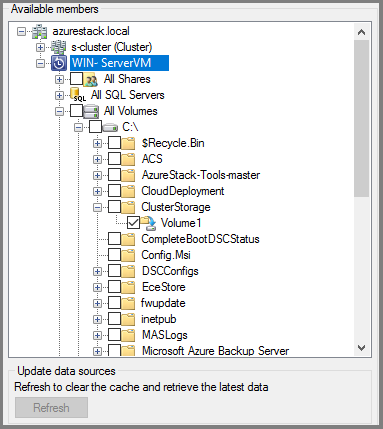 Available members
azurestack.local
s-cluster (Cluster)
WIN- ServerVM
All Shares
SQL All SQL Servers
All Volumes
C:\
$Recycle.Bin
ACS
AzureStack-Tools-master
CloudDeployment
ClusterStorage
Volume1
CompleteBootDSCStatus
Config.Msi
DSCConfigs
EceStore
fwupdate
inetpub
MASLogs
Microsoft Azure Backup Server
Update data sources
Refresh to clear the cache and retrieve the latest data
Refresh